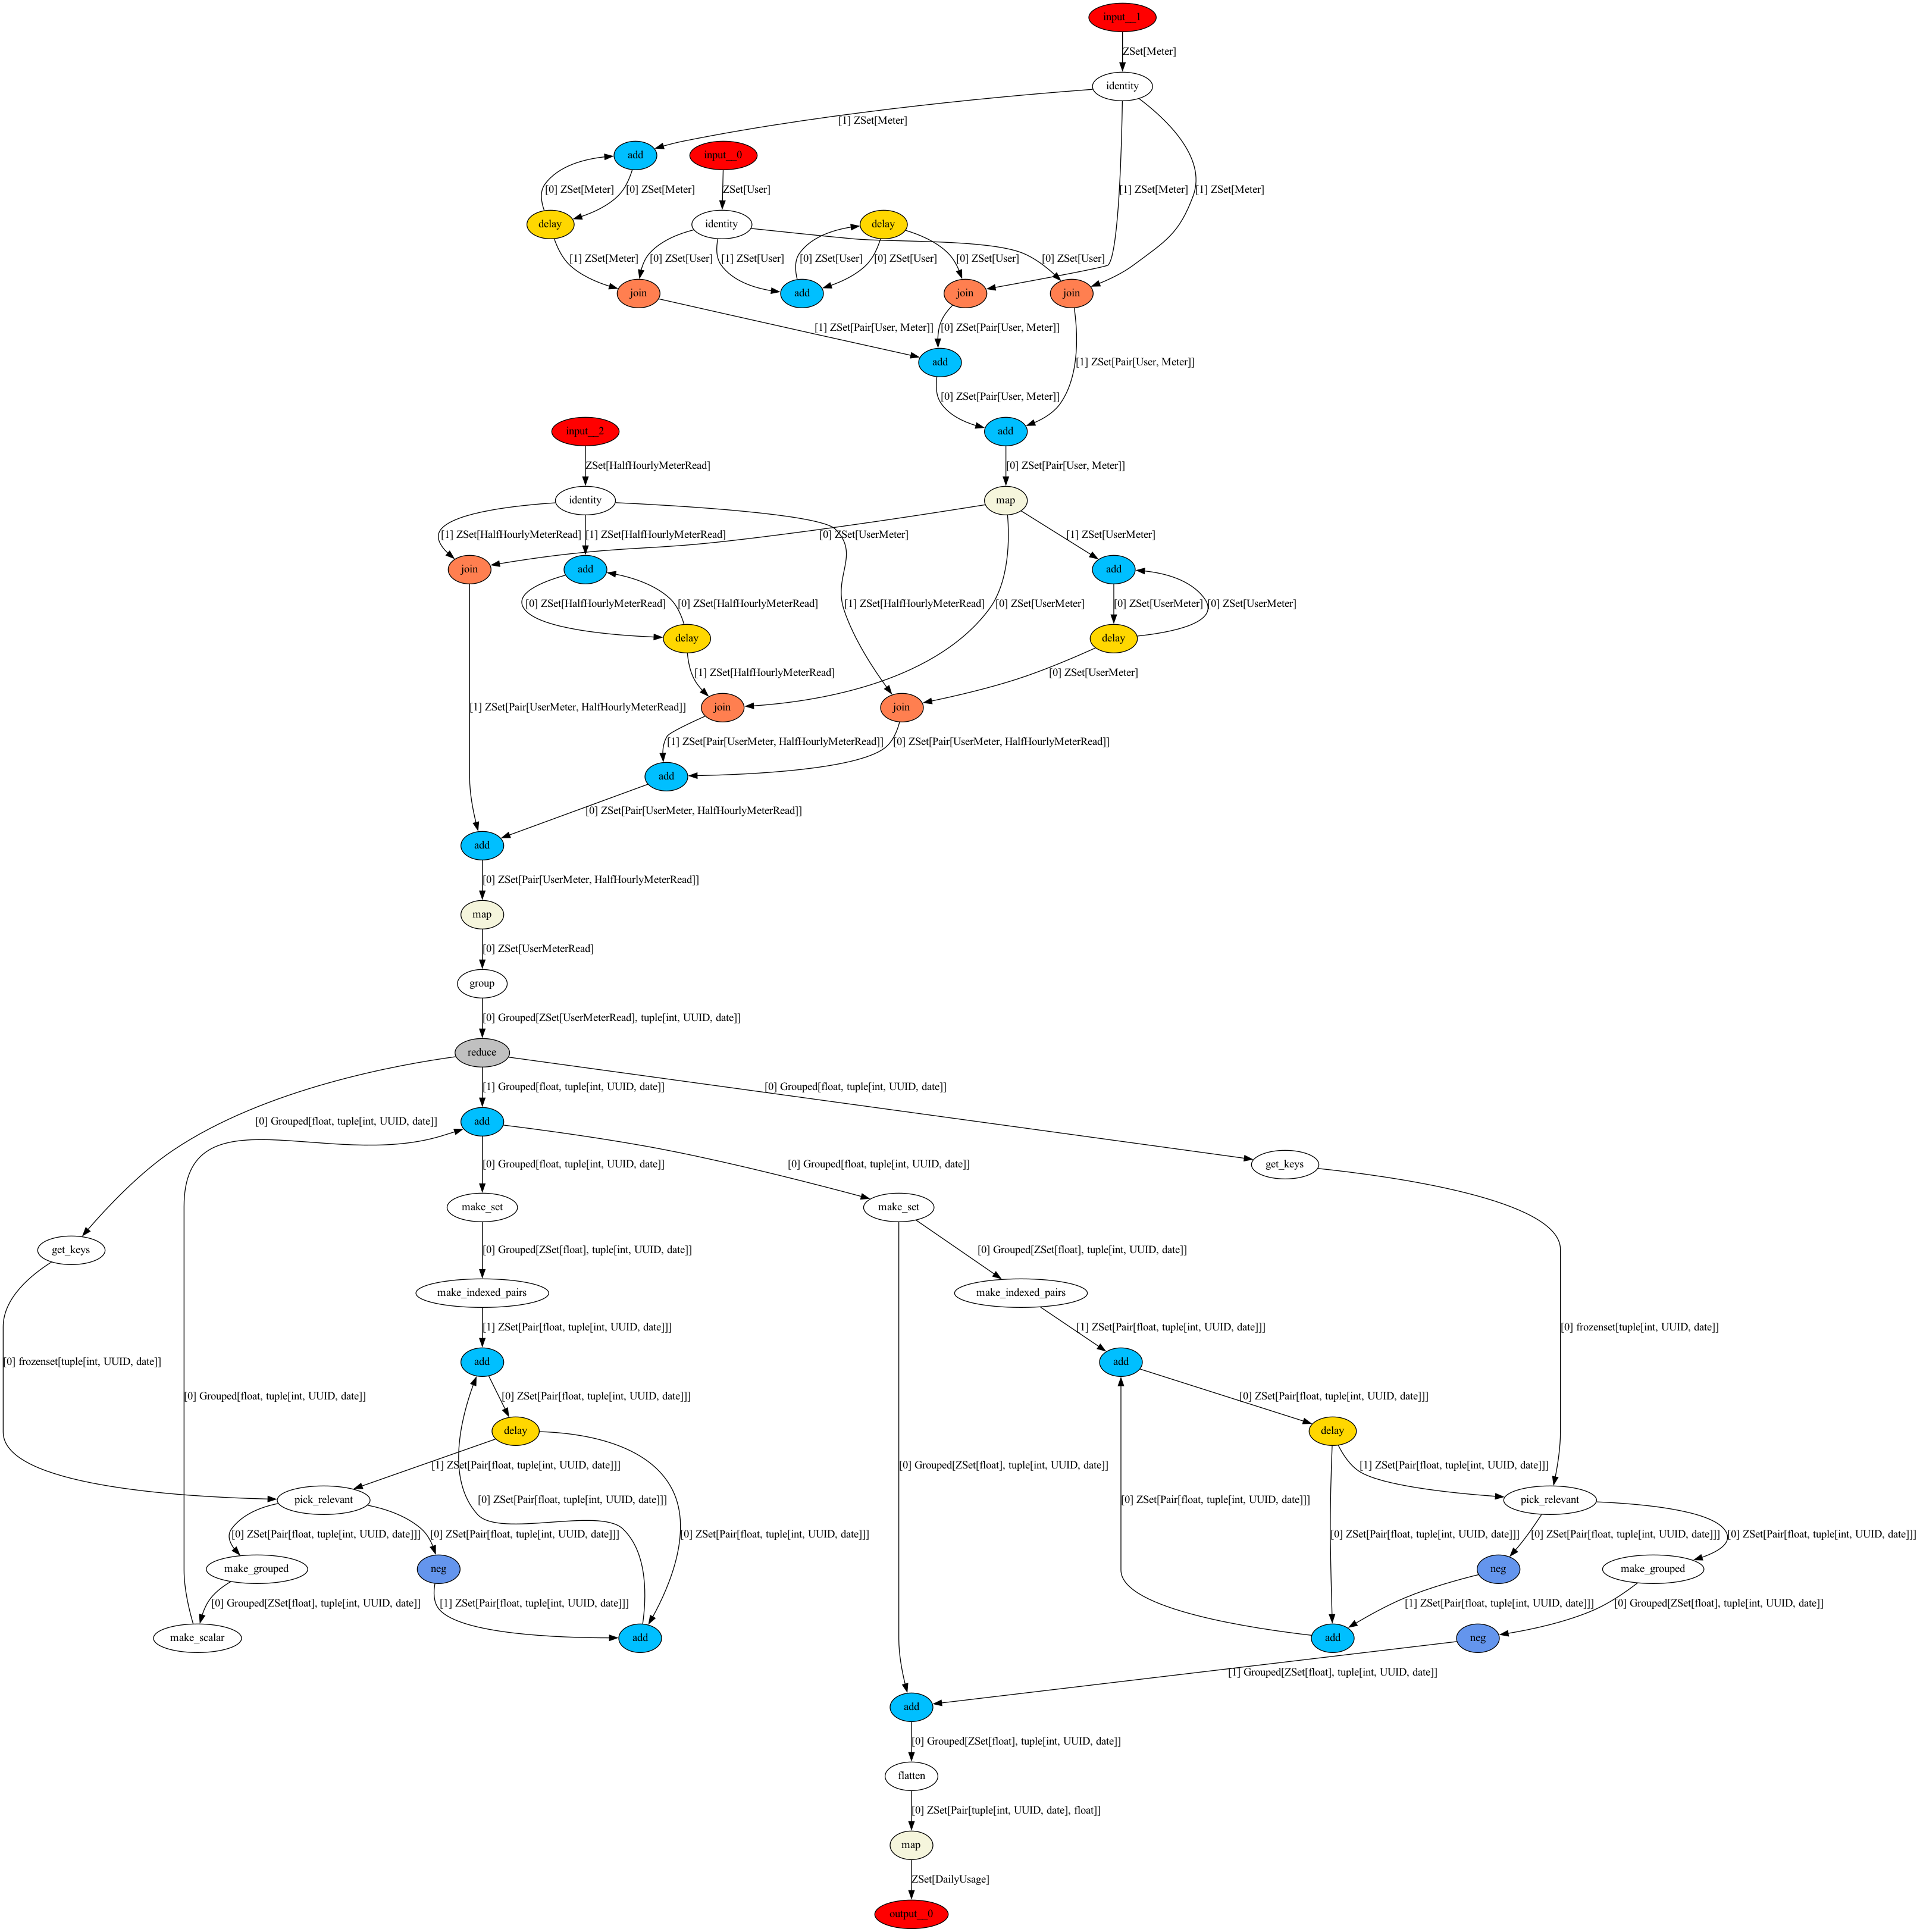 input__1
ZSet[Meter]
identity
[1] ZSet[Meter]
add
input__0
[0] ZSet[Meter]
[0] ZSet[Meter]
ZSet[User]
[1] ZSet[Meter]
[1] ZSet[Meter]
delay
identity
delay
[1] ZSet[Meter]
[0] ZSet[User]
[1] ZSet[User]
[0] ZSet[User]
[0] ZSet[User]
[0] ZSet[User]
[0] ZSet[User]
join
add
join
join
[1] ZSet[Pair[User, Meter]]
[0] ZSet[Pair[User, Meter]]
add
[1] ZSet[Pair[User, Meter]]
[0] ZSet[Pair[User, Meter]]
input__2
add
ZSet[HalfHourlyMeterRead]
[0] ZSet[Pair[User, Meter]]
identity
map
[1] ZSet[HalfHourlyMeterRead]
[1] ZSet[HalfHourlyMeterRead]
[0] ZSet[UserMeter]
[1] ZSet[UserMeter]
join
add
add
[0] ZSet[HalfHourlyMeterRead]
[0] ZSet[HalfHourlyMeterRead]
[1] ZSet[HalfHourlyMeterRead]
[0] ZSet[UserMeter]
[0] ZSet[UserMeter]
[0] ZSet[UserMeter]
delay
delay
[1] ZSet[HalfHourlyMeterRead]
[0] ZSet[UserMeter]
[1] ZSet[Pair[UserMeter, HalfHourlyMeterRead]]
join
join
[1] ZSet[Pair[UserMeter, HalfHourlyMeterRead]]
[0] ZSet[Pair[UserMeter, HalfHourlyMeterRead]]
add
[0] ZSet[Pair[UserMeter, HalfHourlyMeterRead]]
add
[0] ZSet[Pair[UserMeter, HalfHourlyMeterRead]]
map
[0] ZSet[UserMeterRead]
group
[0] Grouped[ZSet[UserMeterRead], tuple[int, UUID, date]]
reduce
[1] Grouped[float, tuple[int, UUID, date]]
[0] Grouped[float, tuple[int, UUID, date]]
[0] Grouped[float, tuple[int, UUID, date]]
add
[0] Grouped[float, tuple[int, UUID, date]]
[0] Grouped[float, tuple[int, UUID, date]]
get_keys
make_set
make_set
get_keys
[0] Grouped[ZSet[float], tuple[int, UUID, date]]
[0] Grouped[ZSet[float], tuple[int, UUID, date]]
make_indexed_pairs
make_indexed_pairs
[1] ZSet[Pair[float, tuple[int, UUID, date]]]
[1] ZSet[Pair[float, tuple[int, UUID, date]]]
[0] frozenset[tuple[int, UUID, date]]
[0] frozenset[tuple[int, UUID, date]]
add
add
[0] Grouped[float, tuple[int, UUID, date]]
[0] ZSet[Pair[float, tuple[int, UUID, date]]]
[0] ZSet[Pair[float, tuple[int, UUID, date]]]
delay
delay
[1] ZSet[Pair[float, tuple[int, UUID, date]]]
[0] Grouped[ZSet[float], tuple[int, UUID, date]]
[1] ZSet[Pair[float, tuple[int, UUID, date]]]
pick_relevant
[0] ZSet[Pair[float, tuple[int, UUID, date]]]
[0] ZSet[Pair[float, tuple[int, UUID, date]]]
pick_relevant
[0] ZSet[Pair[float, tuple[int, UUID, date]]]
[0] ZSet[Pair[float, tuple[int, UUID, date]]]
[0] ZSet[Pair[float, tuple[int, UUID, date]]]
[0] ZSet[Pair[float, tuple[int, UUID, date]]]
[0] ZSet[Pair[float, tuple[int, UUID, date]]]
[0] ZSet[Pair[float, tuple[int, UUID, date]]]
make_grouped
neg
neg
make_grouped
[0] Grouped[ZSet[float], tuple[int, UUID, date]]
[1] ZSet[Pair[float, tuple[int, UUID, date]]]
[1] ZSet[Pair[float, tuple[int, UUID, date]]]
[0] Grouped[ZSet[float], tuple[int, UUID, date]]
make_scalar
add
add
neg
[1] Grouped[ZSet[float], tuple[int, UUID, date]]
add
[0] Grouped[ZSet[float], tuple[int, UUID, date]]
flatten
[0] ZSet[Pair[tuple[int, UUID, date], float]]
map
ZSet[DailyUsage]
output__0